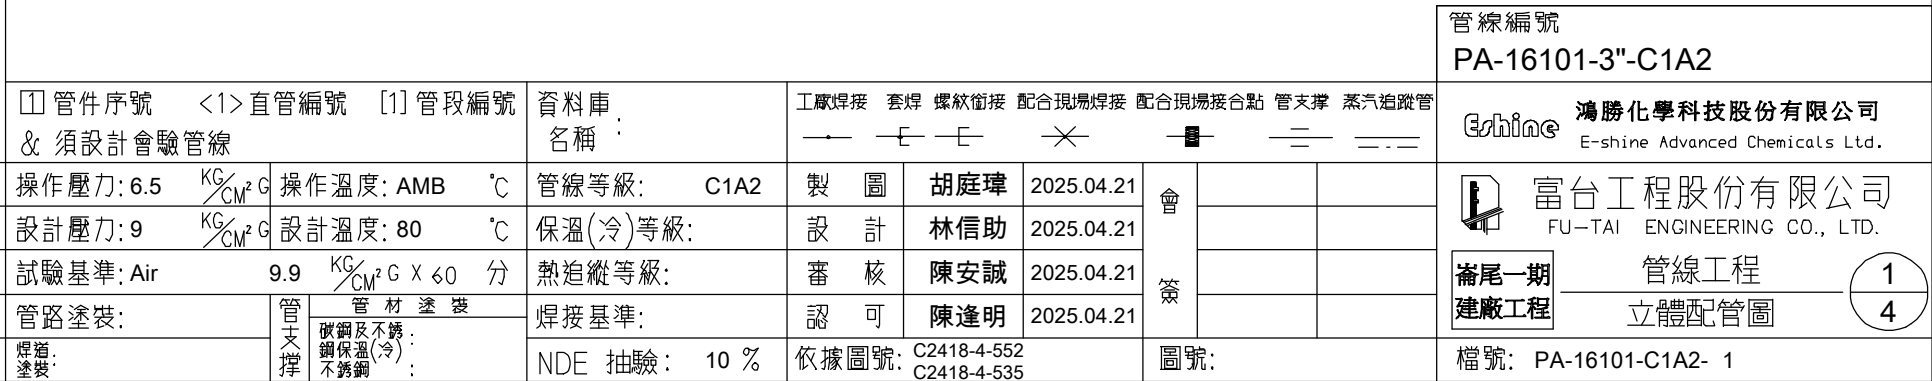 管線編號
PA-16101-3"-C1A2
1 管件序號 <1>直管編號 [1]管段編號
& 須設計會驗管線
資料庫
名稱 :
工廠焊接 套焊 螺紋銜接 配合現場焊接 配合現場接合點 管支撐 蒸汽追蹤管
Eshine 鴻勝化學科技股份有限公司
E-shine Advanced Chemicals Ltd.
操作壓力: 6.5 KG/CM² G 操作溫度: AMB °C 管線等級: C1A2 製 圖 胡庭瑋 2025.04.21
設計壓力: 9 KG/CM² G 設計溫度: 80 °C 保溫(冷)等級: 設 計 林信助 2025.04.21
試驗基準: Air 9.9 KG/CM² G X 60 分 熱追縱等級: 審 核 陳安誠 2025.04.21
管路塗裝: 管支撐 管 材 塗 裝 焊接基準: 認 可 陳逢明 2025.04.21
會 簽
焊道塗裝:
碳鋼及不銹鋼保溫(冷) :
不銹鋼 :
NDE 抽驗: 10 %
依據圖號: C2418-4-552
C2418-4-535
圖號:
富台工程股份有限公司
FU-TAI ENGINEERING CO., LTD.
崙尾一期
建廠工程
管線工程
立體配管圖
1
4
檔號: PA-16101-C1A2- 1